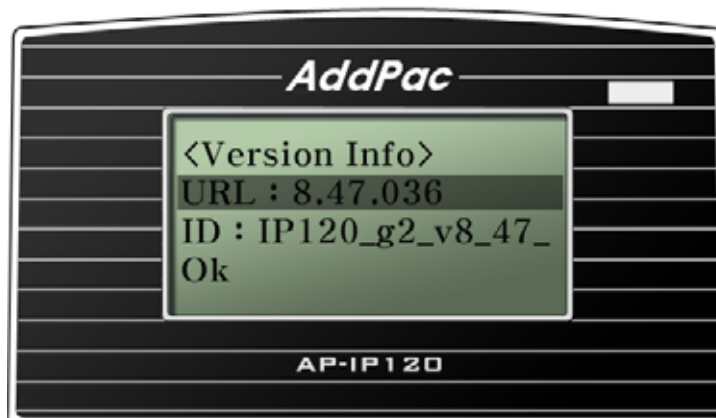 AddPac
<Version Info>
URL : 8.47.036
ID : IP120_g2_v8_47_
Ok
AP-IP120